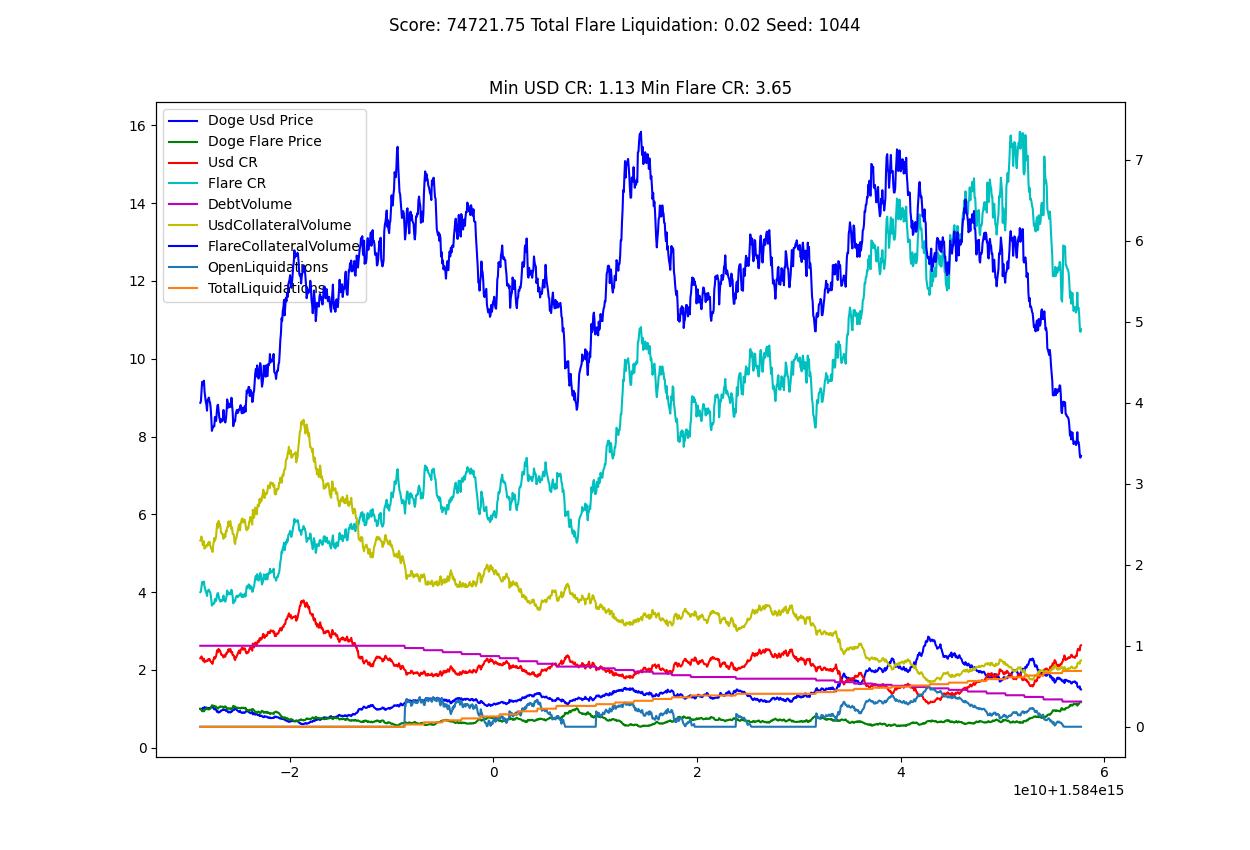 Score: 74721.75 Total Flare Liquidation: 0.02 Seed: 1044
Min USD CR: 1.13 Min Flare CR: 3.65
Doge Usd Price
Doge Flare Price
Usd CR
Flare CR
DebtVolume
UsdCollateralVolume
FlareCollateralVolume
OpenLiquidations
TotalLiquidations
16
14
12
10
8
6
4
2
0
7
6
5
4
3
2
1
0
−2
0
2
4
6
1e10+1.584e15